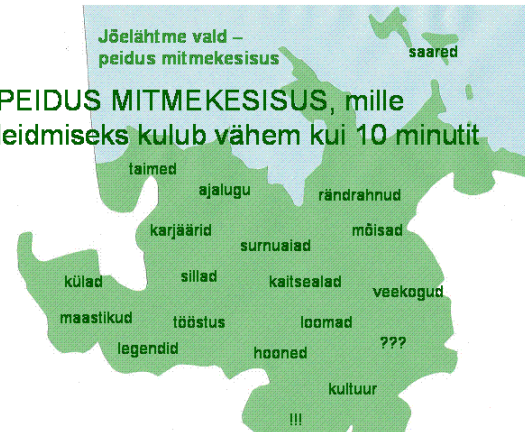 Jõelähtme vald –
peidus mitmekesisus
saared
PEIDUS MITMEKESISUS, mille
leidmiseks kulub vähem kui 10 minutit
taimed
ajalugu
rändrahnud
karjäärid
surnuaiad
mõisad
külad
sillad
kaitsealad
veekogud
maastikud
tööstus
loomad
legendid
hooned
???
kultuur
!!!